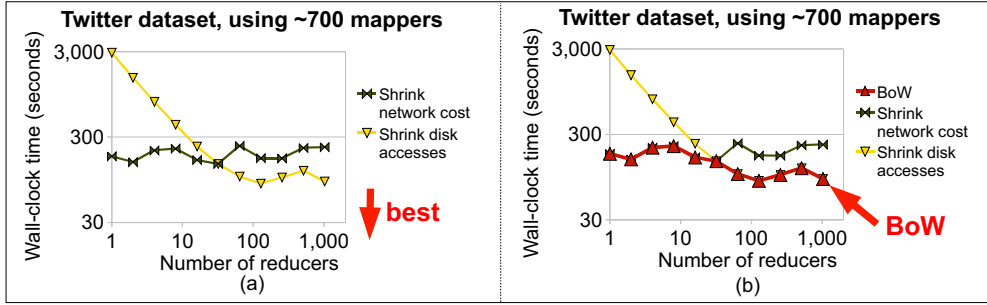 Twitter dataset, using ~700 mappers
Wall-clock time (seconds)
3,000
300
30
1
10
100
1,000
Number of reducers
(a)
Shrink
network cost
Shrink disk
accesses
best
Twitter dataset, using ~700 mappers
Wall-clock time (seconds)
3,000
300
30
1
10
100
1,000
Number of reducers
(b)
BoW
Shrink
network cost
Shrink disk
accesses
BoW